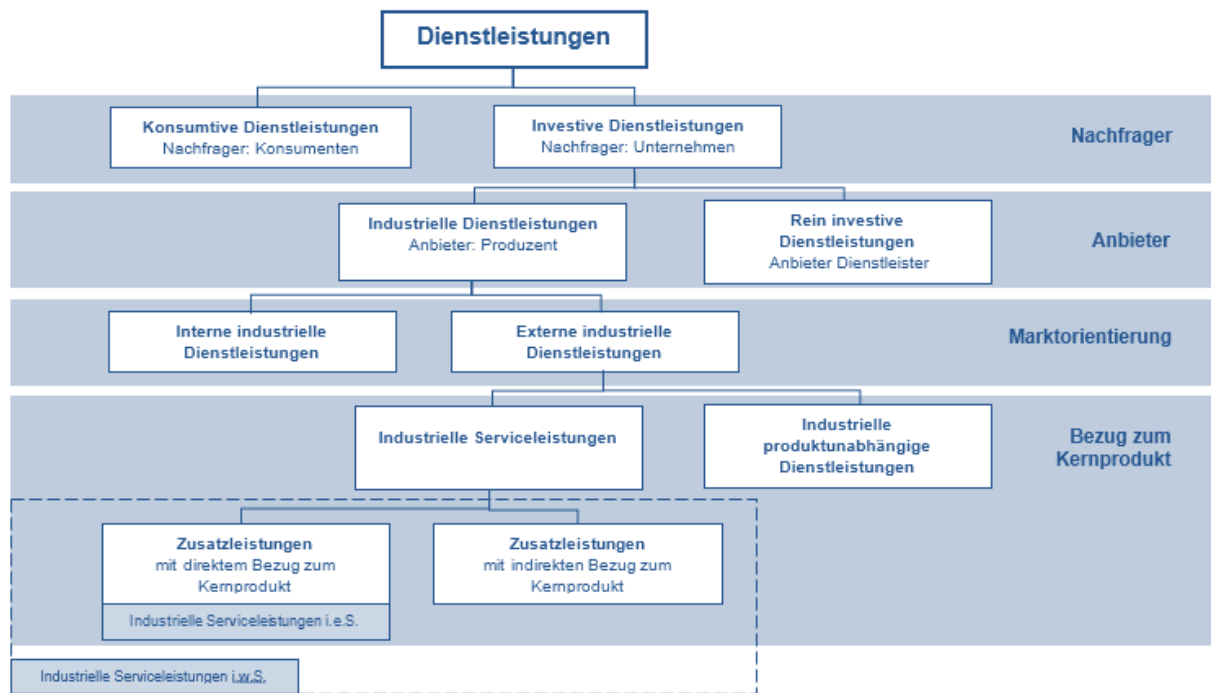 Dienstleistungen
Konsumtive Dienstleistungen
Nachfrager: Konsumenten
Investive Dienstleistungen
Nachfrager: Unternehmen
Nachfrager
Industrielle Dienstleistungen
Anbieter: Produzent
Rein investive
Dienstleistungen
Anbieter Dienstleister
Anbieter
Interne industrielle
Dienstleistungen
Externe industrielle
Dienstleistungen
Marktorientierung
Industrielle Serviceleistungen
Industrielle
produktunabhängige
Dienstleistungen
Bezug zum
Kernprodukt
Zusatzleistungen
mit direktem Bezug zum
Kernprodukt
Industrielle Serviceleistungen i.e.S.
Zusatzleistungen
mit indirekten Bezug zum
Kernprodukt
Industrielle Serviceleistungen i.w.S.